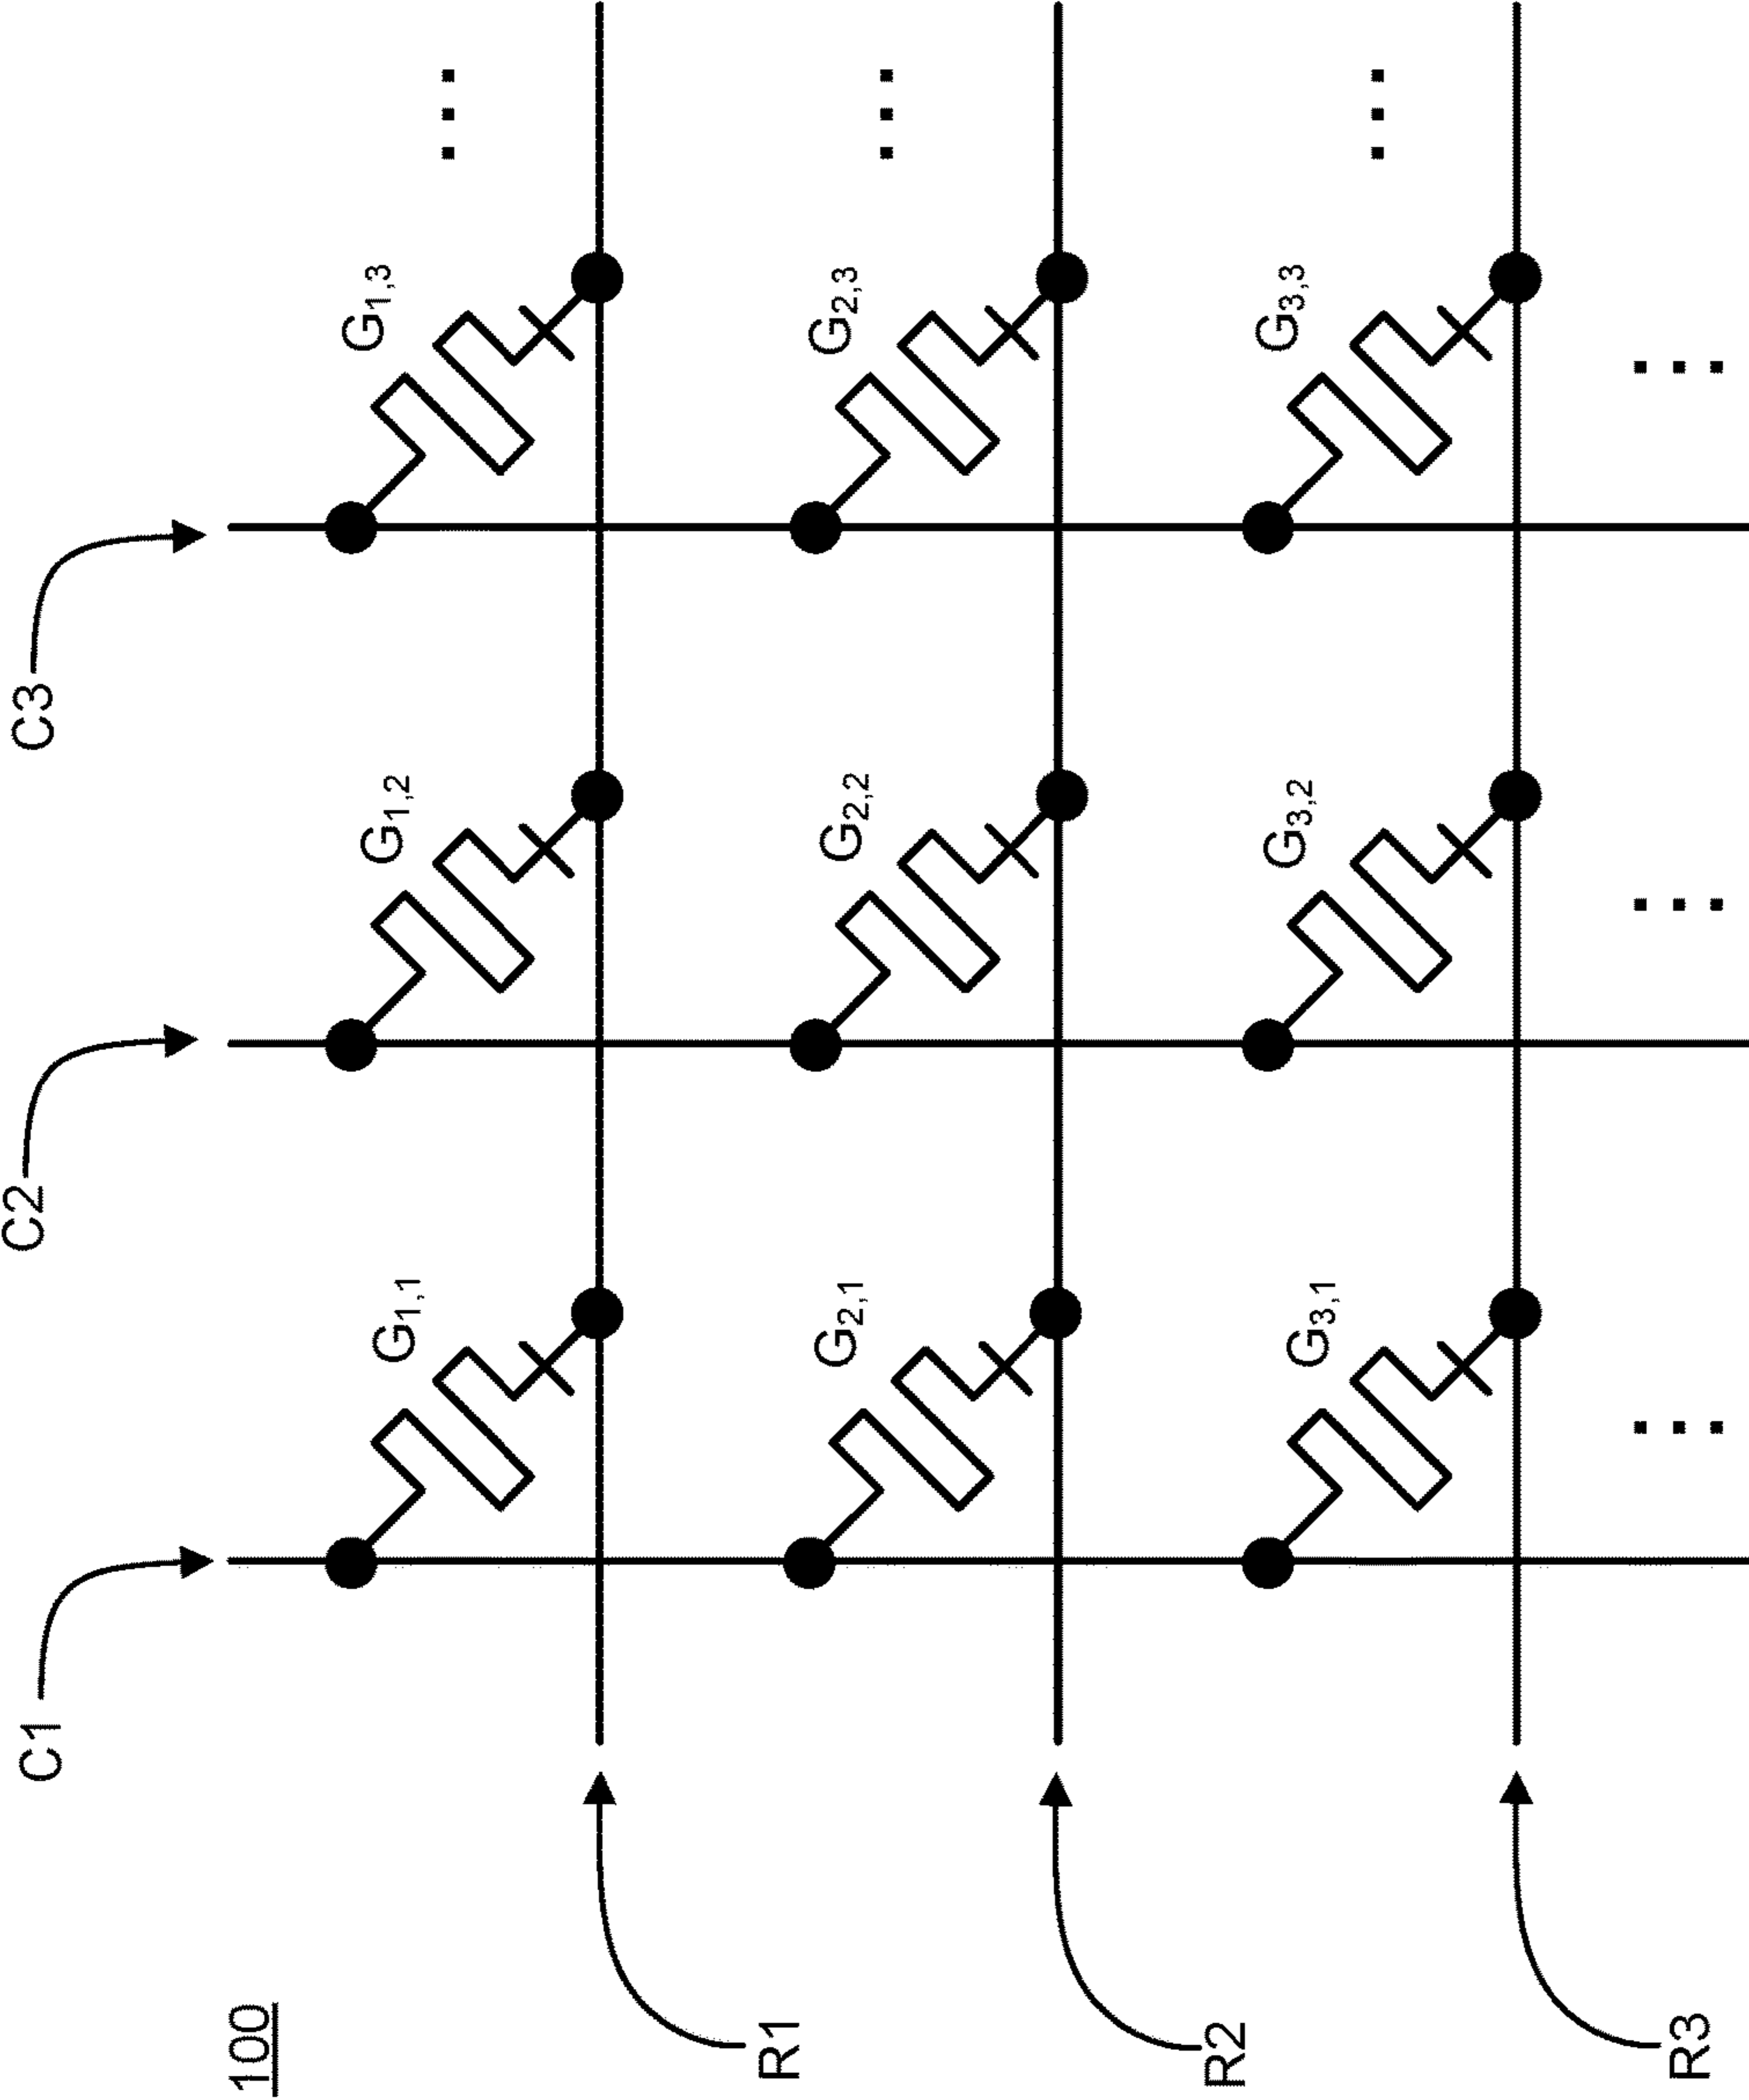 100
C1
C2
C3
R1
G1,1
G1,2
G1,3
...
R2
G2,1
G2,2
G2,3
...
R3
G3,1
G3,2
G3,3
...
... ... ...